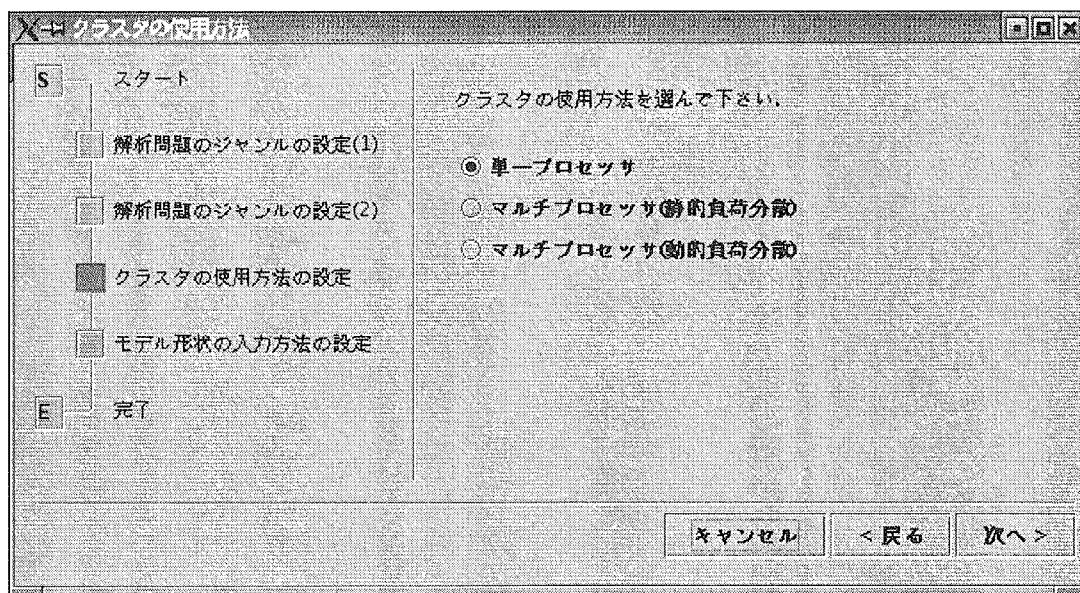 クラスタの使用方法
S スタート
解析問題のジャンルの設定(1)
解析問題のジャンルの設定(2)
クラスタの使用方法の設定
モデル形状の入力方法の設定
E 完了
クラスタの使用方法を選んで下さい.
単一プロセッサ
マルチプロセッサ(静的負荷分散)
マルチプロセッサ(動的負荷分散)
キャンセル
< 戻る
次へ >